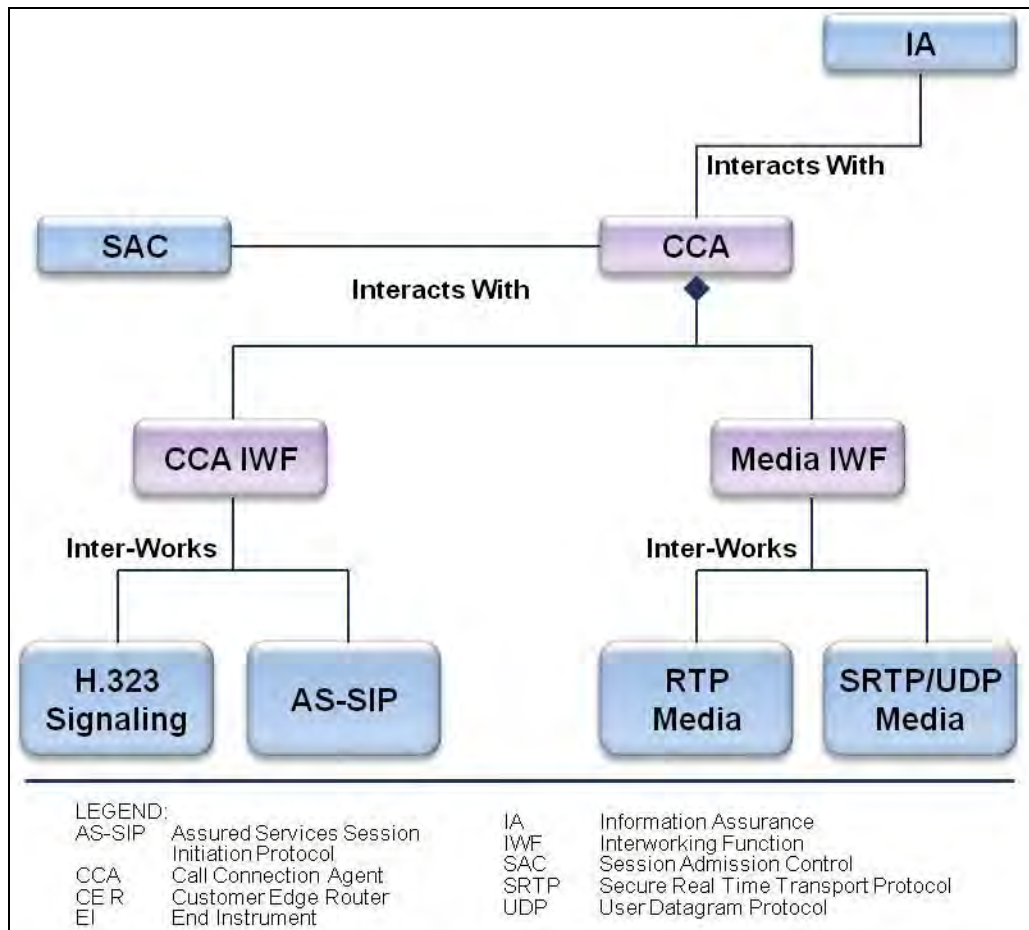 IA
Interacts With
SAC
CCA
Interacts With
CCA IWF
Media IWF
Inter-Works
Inter-Works
H.323
Signaling
AS-SIP
RTP
Media
SRTP/UDP
Media
LEGEND:
AS-SIP Assured Services Session
Initiation Protocol
CCA Call Connection Agent
CER Customer Edge Router
EI End Instrument
IA Information Assurance
IWF Interworking Function
SAC Session Admission Control
SRTP Secure Real Time Transport Protocol
UDP User Datagram Protocol